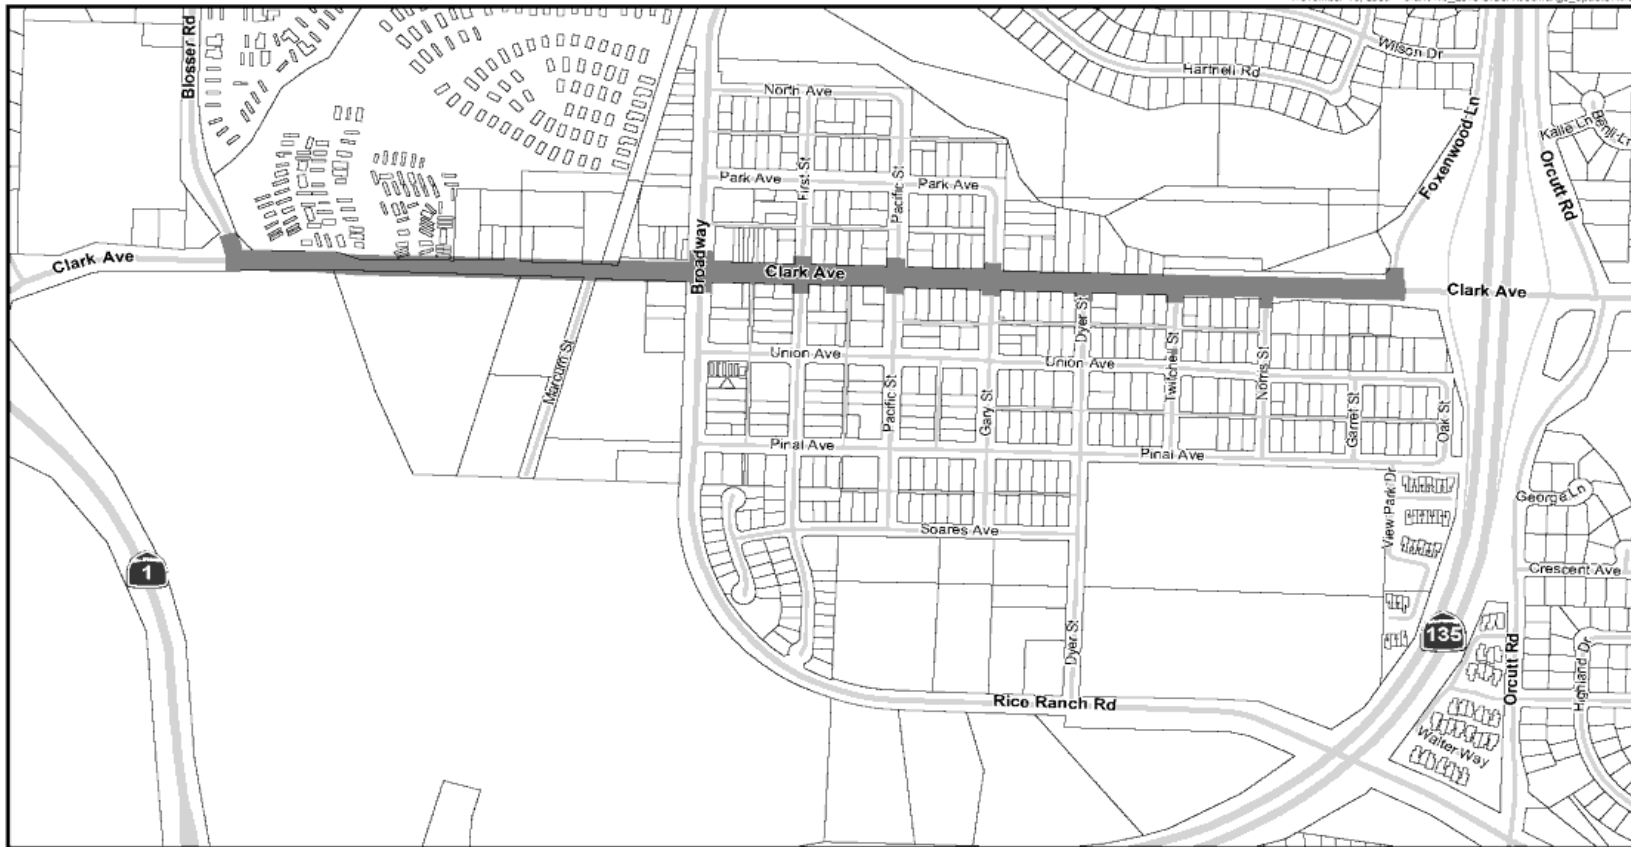 Blosser Rd
Wilson Dr
Hartnell Rd
North Ave
Foxenwood Ln
Kalie Ln
Benji Ln
Orcutt Rd
First St
Pacific St
Park Ave
Park Ave
Broadway
Clark Ave
Clark Ave
Clark Ave
Dyer St
Marcum St
Union Ave
Union Ave
Twitchell St
Norris St
Pacific St
Gary St
Garret St
Oak St
Pinal Ave
Pinal Ave
View Park Dr
George Ln
Soares Ave
Crescent Ave
1
135
Dyer St
Orcutt Rd
Highland Dr
Rice Ranch Rd
Walter Way